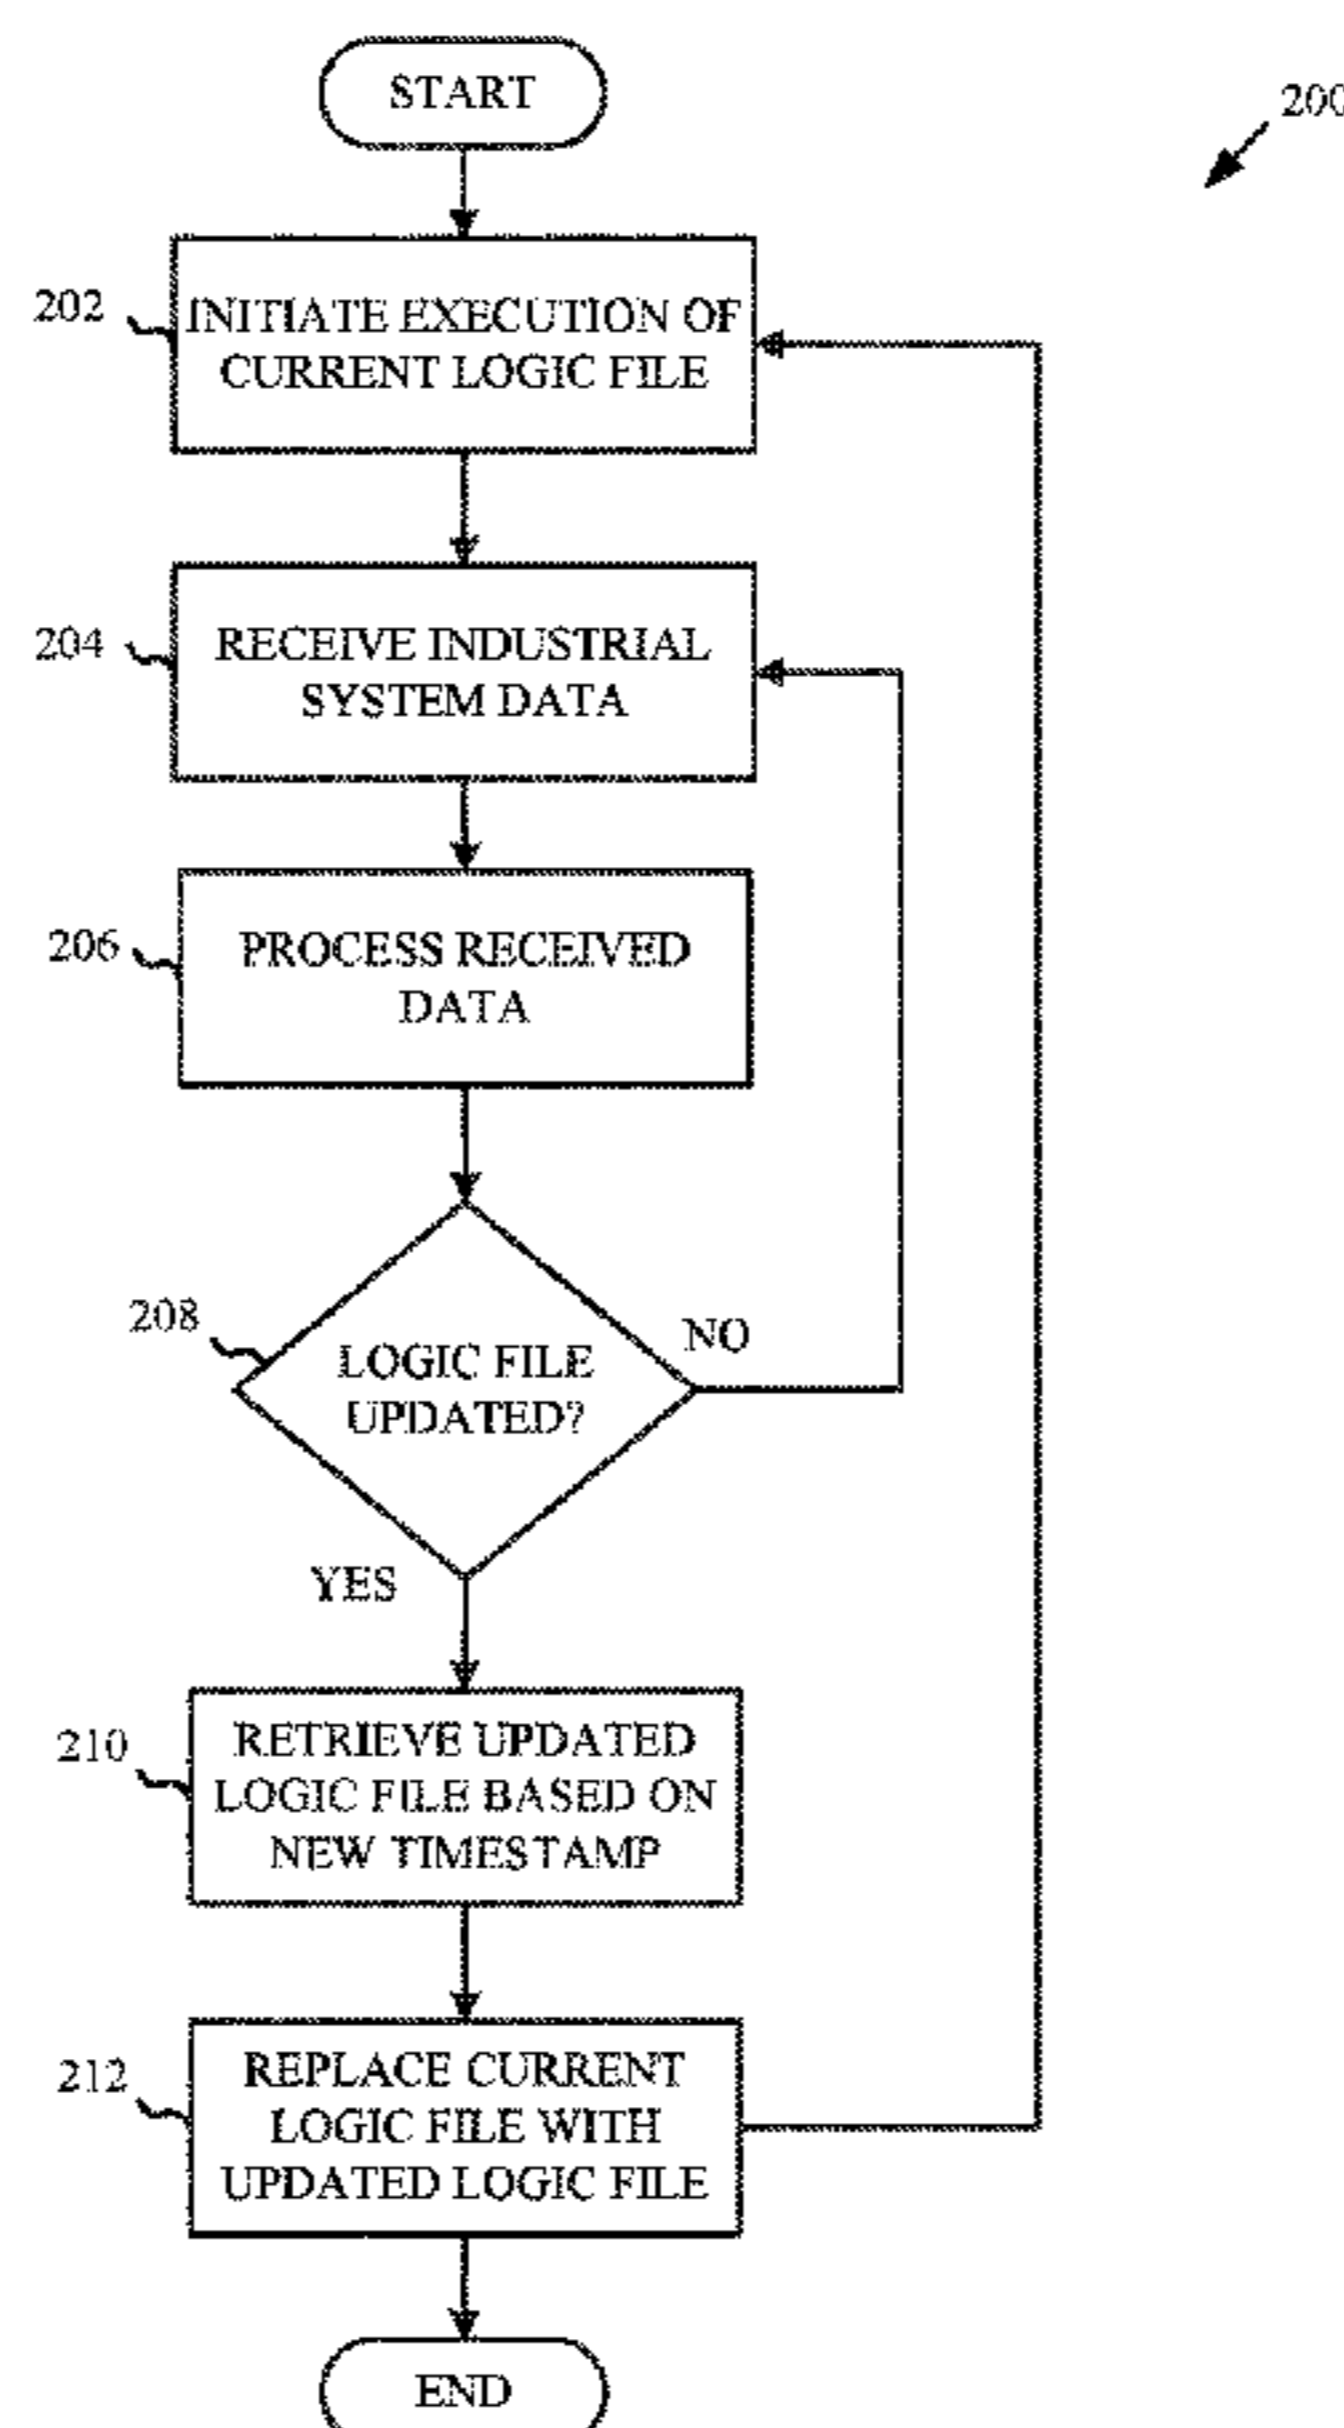 START
200
202
INITIATE EXECUTION OF
CURRENT LOGIC FILE
204
RECEIVE INDUSTRIAL
SYSTEM DATA
206
PROCESS RECEIVED
DATA
208
LOGIC FILE
UPDATED?
NO
YES
210
RETRIEVE UPDATED
LOGIC FILE BASED ON
NEW TIMESTAMP
212
REPLACE CURRENT
LOGIC FILE WITH
UPDATED LOGIC FILE
END